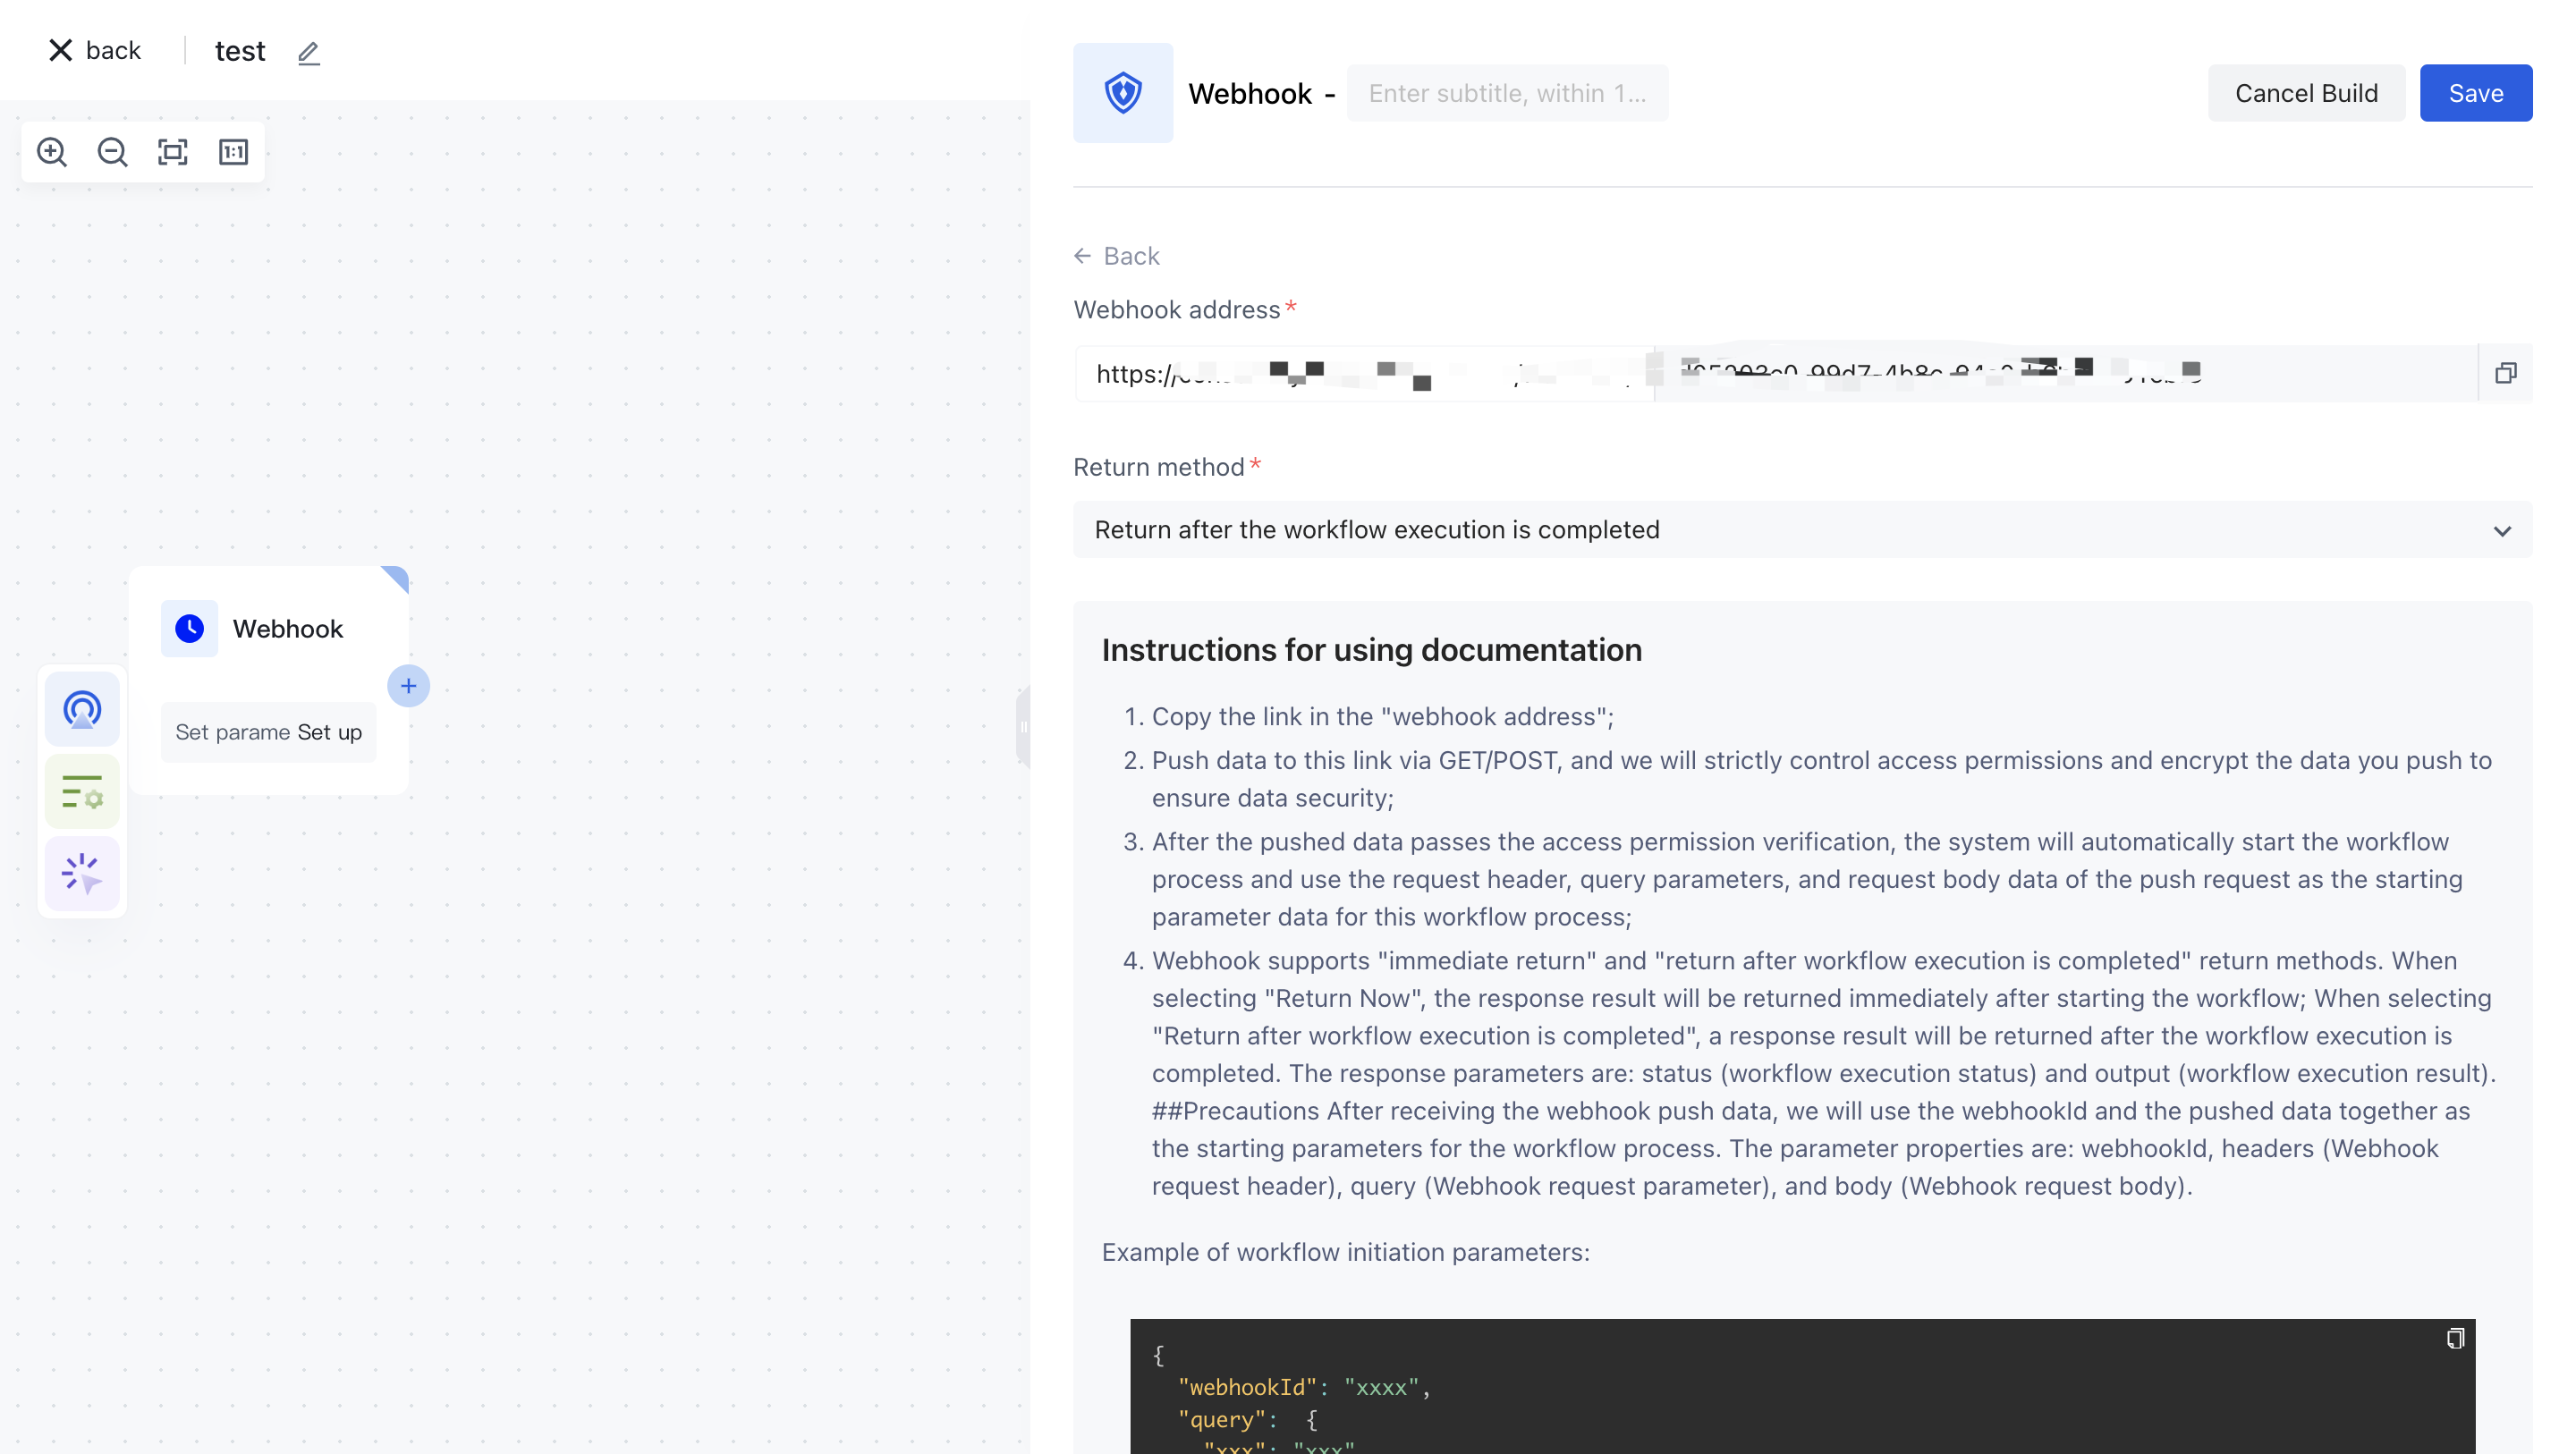 back
test
Webhook - Enter subtitle, within 1...
Cancel Build
Save
1:1
Back
Webhook address*
https://
Return method*
Return after the workflow execution is completed
Webhook
Set parame Set up
Instructions for using documentation
1. Copy the link in the "webhook address";
2. Push data to this link via GET/POST, and we will strictly control access permissions and encrypt the data you push to
ensure data security;
3. After the pushed data passes the access permission verification, the system will automatically start the workflow
process and use the request header, query parameters, and request body data of the push request as the starting
parameter data for this workflow process;
4. Webhook supports "immediate return" and "return after workflow execution is completed" return methods. When
selecting "Return Now", the response result will be returned immediately after starting the workflow; When selecting
"Return after workflow execution is completed", a response result will be returned after the workflow execution is
completed. The response parameters are: status (workflow execution status) and output (workflow execution result).
##Precautions After receiving the webhook push data, we will use the webhookId and the pushed data together as
the starting parameters for the workflow process. The parameter properties are: webhookId, headers (Webhook
request header), query (Webhook request parameter), and body (Webhook request body).
Example of workflow initiation parameters:
{
"webhookId": "xxxx",
"query": {
"xxx": "xxx"